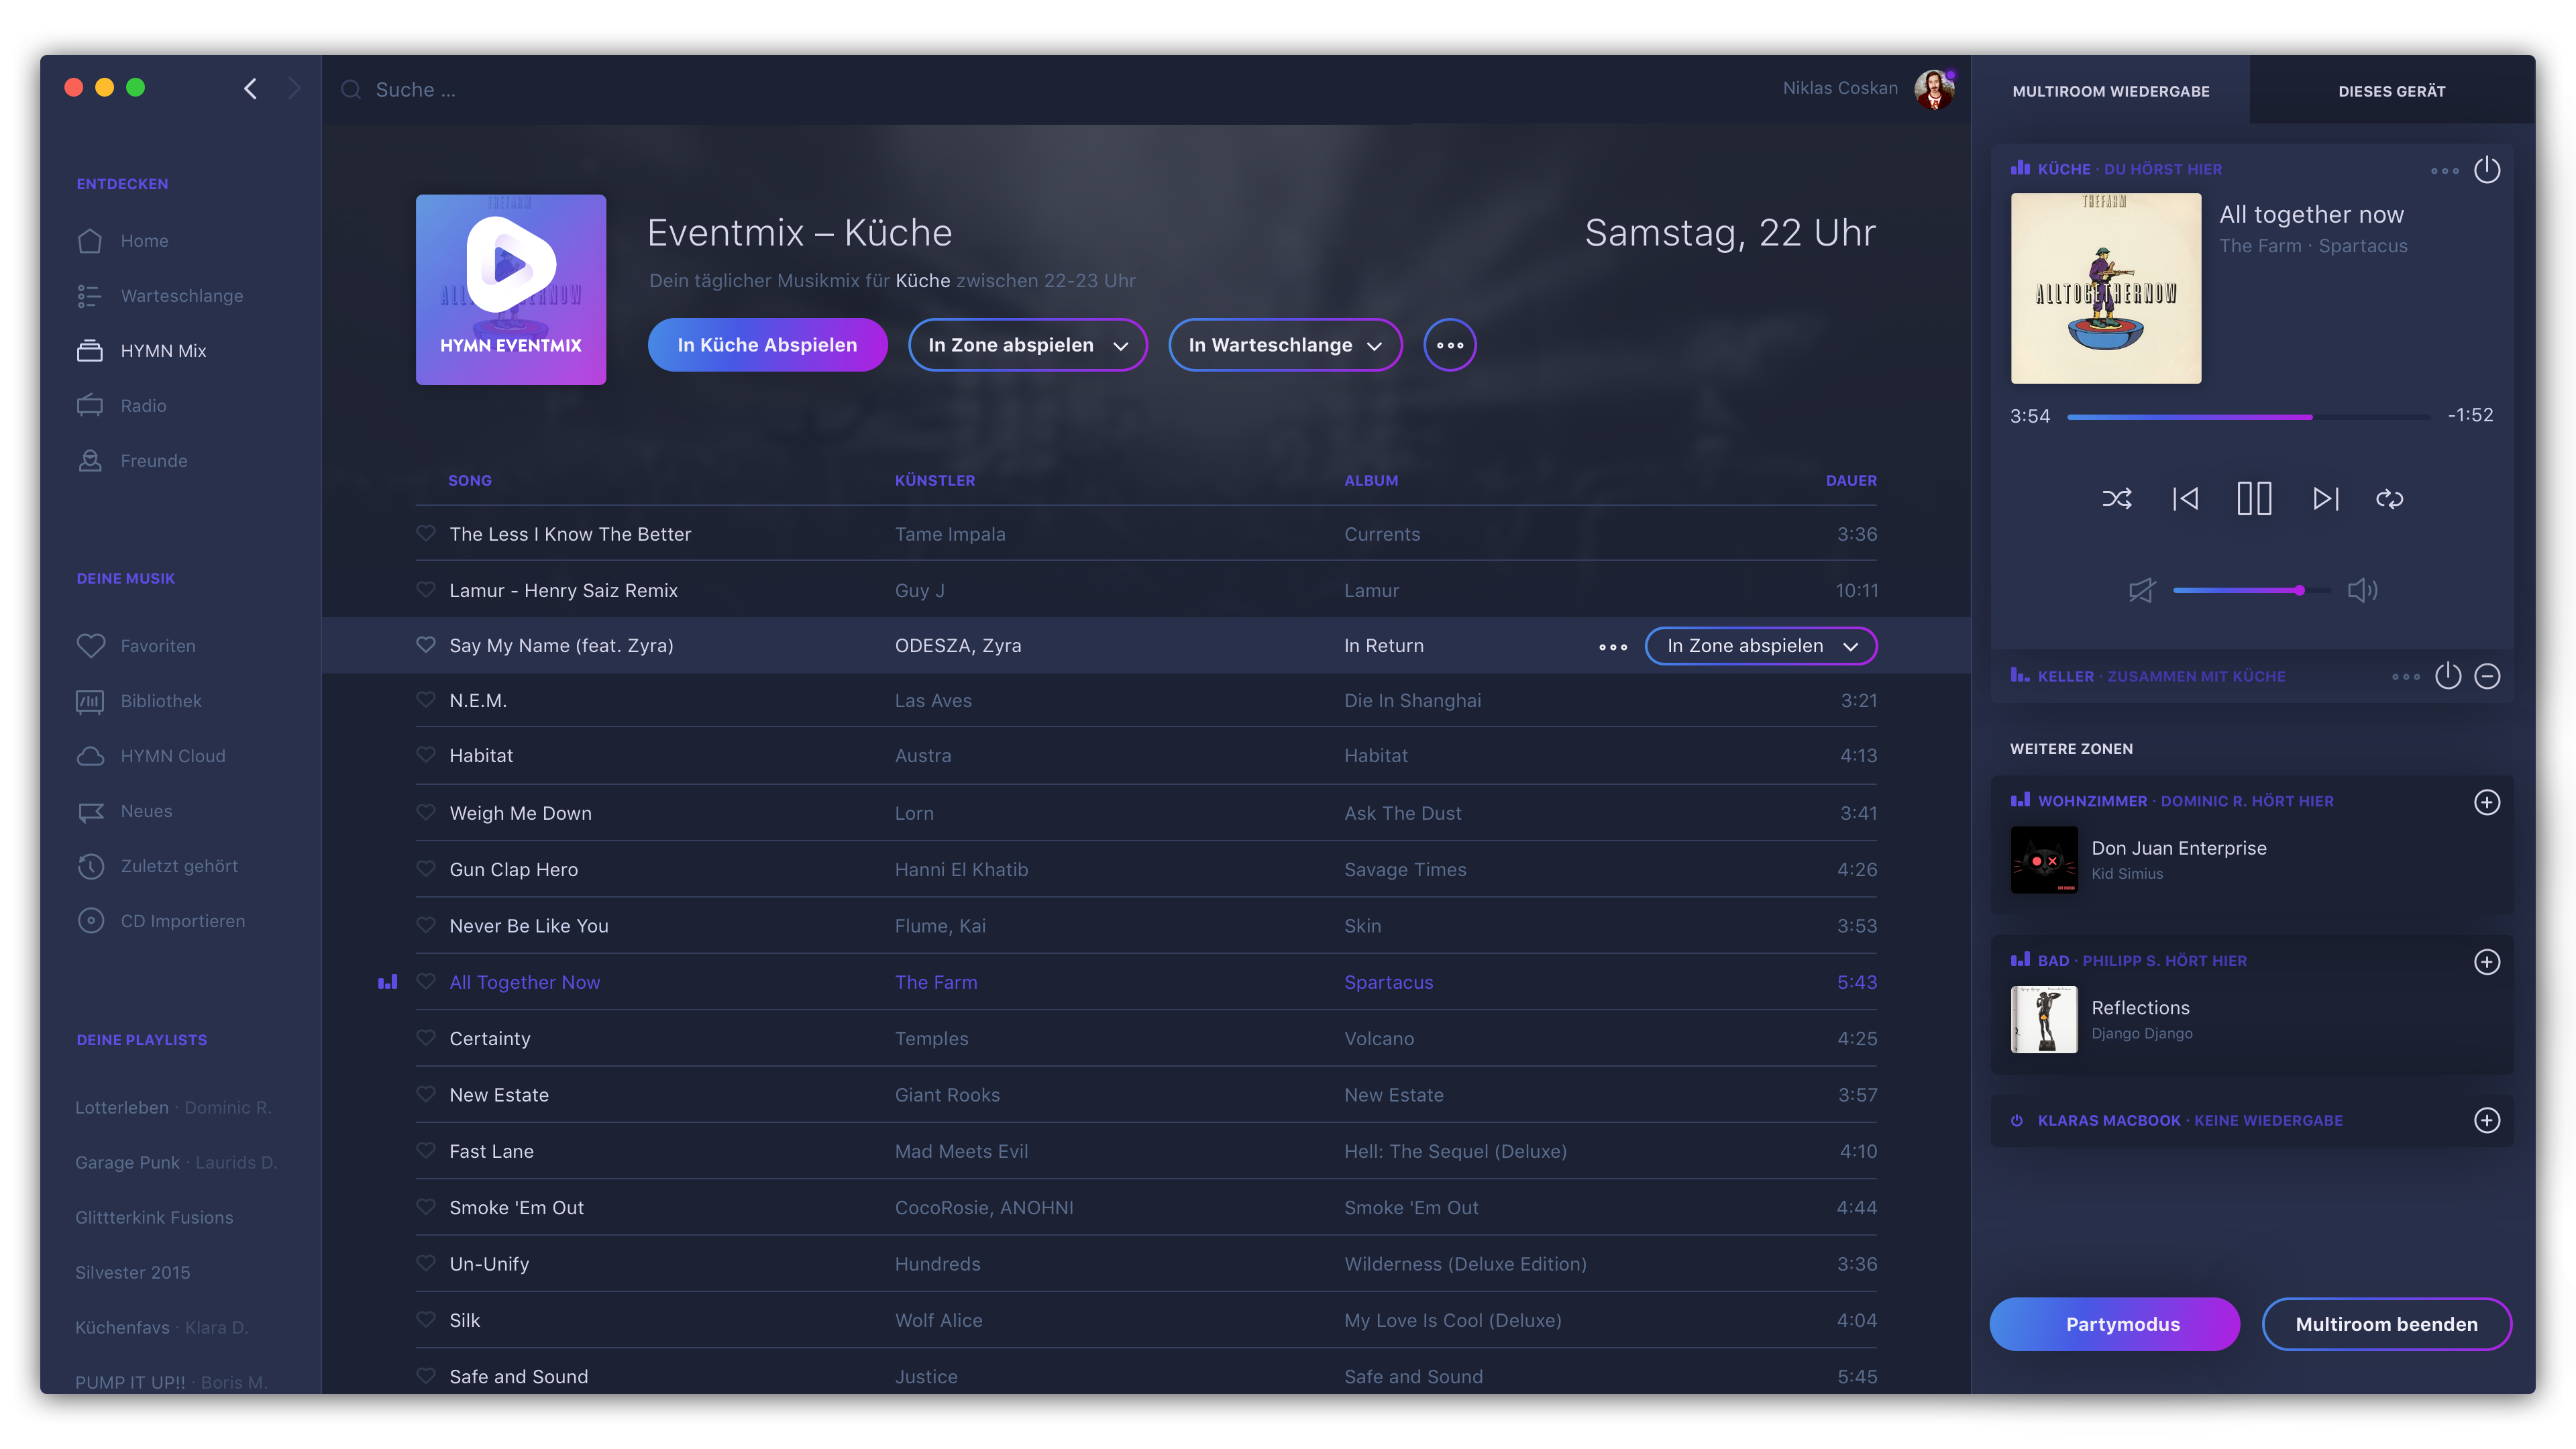 Suche ...
Niklas Coskan
MULTIROOM WIEDERGABE
DIESES GERÄT
ENTDECKEN
Home
Warteschlange
HYMN Mix
Radio
Freunde
DEINE MUSIK
Favoriten
Bibliothek
HYMN Cloud
Neues
Zuletzt gehört
CD Importieren
DEINE PLAYLISTS
Lotterleben · Dominic R.
Garage Punk · Laurids D.
Glittterkink Fusions
Silvester 2015
Küchenfavs · Klara D.
PUMP IT UP!! · Boris M.
THEFARM
ALLTOGETHERNOW
HYMN EVENTMIX
Eventmix – Küche
Samstag, 22 Uhr
Dein täglicher Musikmix für Küche zwischen 22-23 Uhr
In Küche Abspielen
In Zone abspielen
In Warteschlange
SONG KÜNSTLER ALBUM DAUER
The Less I Know The Better Tame Impala Currents 3:36
Lamur - Henry Saiz Remix Guy J Lamur 10:11
Say My Name (feat. Zyra) ODESZA, Zyra In Return In Zone abspielen
N.E.M. Las Aves Die In Shanghai 3:21
Habitat Austra Habitat 4:13
Weigh Me Down Lorn Ask The Dust 3:41
Gun Clap Hero Hanni El Khatib Savage Times 4:26
Never Be Like You Flume, Kai Skin 3:53
All Together Now The Farm Spartacus 5:43
Certainty Temples Volcano 4:25
New Estate Giant Rooks New Estate 3:57
Fast Lane Mad Meets Evil Hell: The Sequel (Deluxe) 4:10
Smoke 'Em Out CocoRosie, ANOHNI Smoke 'Em Out 4:44
Un-Unify Hundreds Wilderness (Deluxe Edition) 3:36
Silk Wolf Alice My Love Is Cool (Deluxe) 4:04
Safe and Sound Justice Safe and Sound 5:45
KÜCHE · DU HÖRST HIER
THEFARM
ALLTOGETHERNOW
All together now
The Farm · Spartacus
3:54
-1:52
KELLER · ZUSAMMEN MIT KÜCHE
WEITERE ZONEN
WOHNZIMMER · DOMINIC R. HÖRT HIER
Don Juan Enterprise
Kid Simius
BAD · PHILIPP S. HÖRT HIER
Reflections
Django Django
KLARAS MACBOOK · KEINE WIEDERGABE
Partymodus
Multiroom beenden